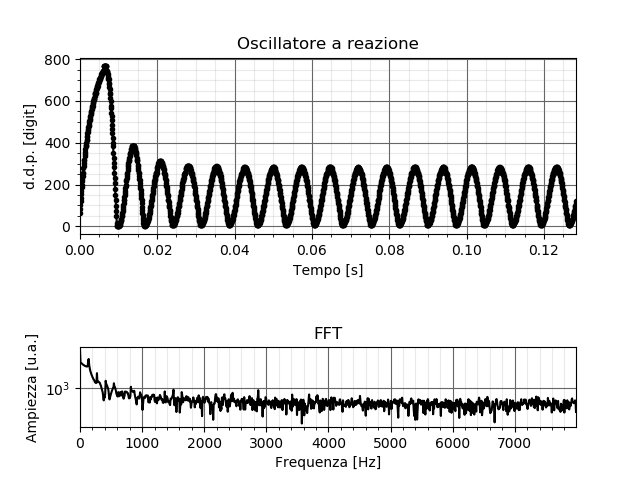 Oscillatore a reazione
800
600
400
200
0
d.d.p. [digit]
0.00 0.02 0.04 0.06 0.08 0.10 0.12
Tempo [s]
FFT
10³
Ampiezza [u.a.]
0 1000 2000 3000 4000 5000 6000 7000
Frequenza [Hz]